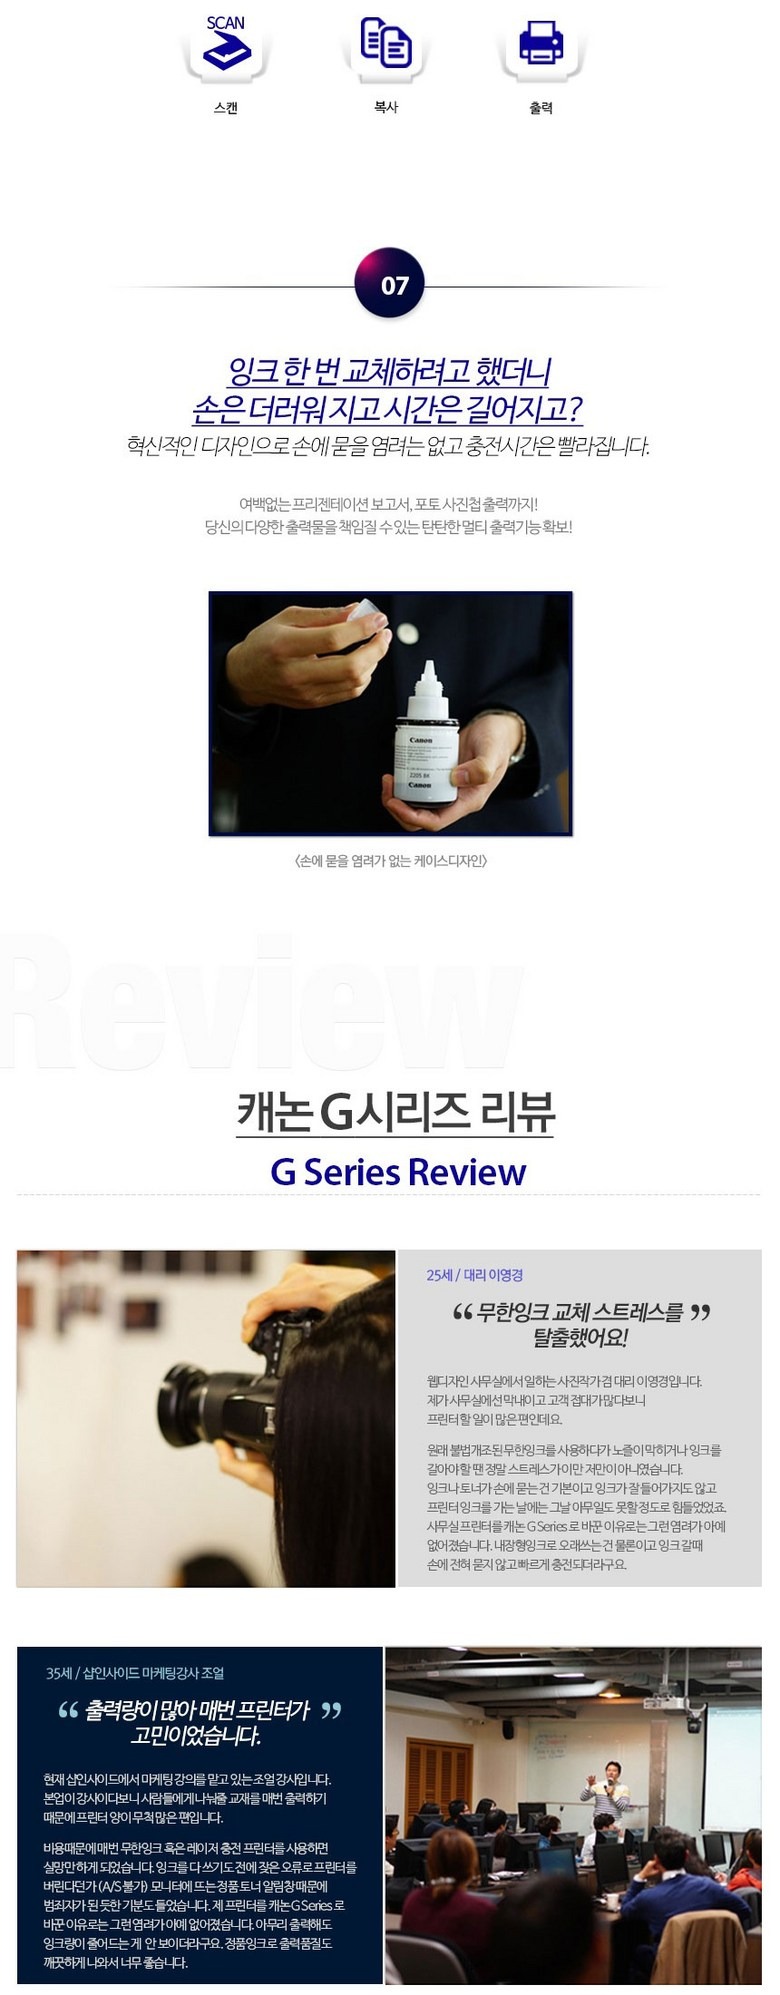 SCAN
스캔
복사
출력
07
잉크 한 번 교체하려고 했더니
손은 더러워 지고 시간은 길어지고?
혁신적인 디자인으로 손에 묻을 염려는 없고 충전시간은 빨라집니다.
여백없는 프리젠테이션 보고서, 포토 사진첩 출력까지!
당신의 다양한 출력물을 책임질 수 있는 탄탄한 멀티 출력기능 확보!
Canon
2205 BK
Canon
<손에 묻을 염려가 없는 케이스디자인>
Review
캐논 G시리즈 리뷰
G Series Review
25세 / 대리 이영경
“ 무한잉크 교체 스트레스를 ”
탈출했어요!
웹디자인 사무실에서 일하는 사진작가 겸 대리 이영경입니다.
제가 사무실에선 막내이고 고객 접대가 많다보니
프린터 할 일이 많은 편인데요.
원래 불법개조된 무한잉크를 사용하다가 노즐이 막히거나 잉크를
갈아야 할 땐 정말 스트레스가 이만 저만이 아니였습니다.
잉크나 토너가 손에 묻는 건 기본이고 잉크가 잘 들어가지도 않고
프린터 잉크를 가는 날에는 그날 아무일도 못할 정도로 힘들었었죠.
사무실 프린터를 캐논 G Series 로 바꾼 이유로는 그런 염려가 아예
없어졌습니다. 내장형잉크로 오래쓰는 건 물론이고 잉크 갈때
손에 전혀 묻지 않고 빠르게 충전되더라구요.
35세 / 샵인사이드 마케팅강사 조얼
“ 출력량이 많아 매번 프린터가 ”
고민이었습니다.
현재 샵인사이드에서 마케팅 강의를 맡고 있는 조얼 강사입니다.
본업이 강사이다보니 사람들에게 나눠줄 교재를 매번 출력하기
때문에 프린터 양이 무척 많은 편입니다.
비용때문에 매번 무한잉크 혹은 레이저 충전 프린터를 사용하면
실망만 하게 되었습니다. 잉크를 다 쓰기도 전에 잦은 오류로 프린터를
버린다던가 (A/S 불가) 모니터에 뜨는 정품 토너 알림창 때문에
범죄자가 된 듯한 기분도 들었습니다. 제 프린터를 캐논 G Series 로
바꾼 이유로는 그런 염려가 아예 없어졌습니다. 아무리 출력해도
잉크량이 줄어드는 게 안 보이더라구요. 정품잉크로 출력품질도
깨끗하게 나와서 너무 좋습니다.